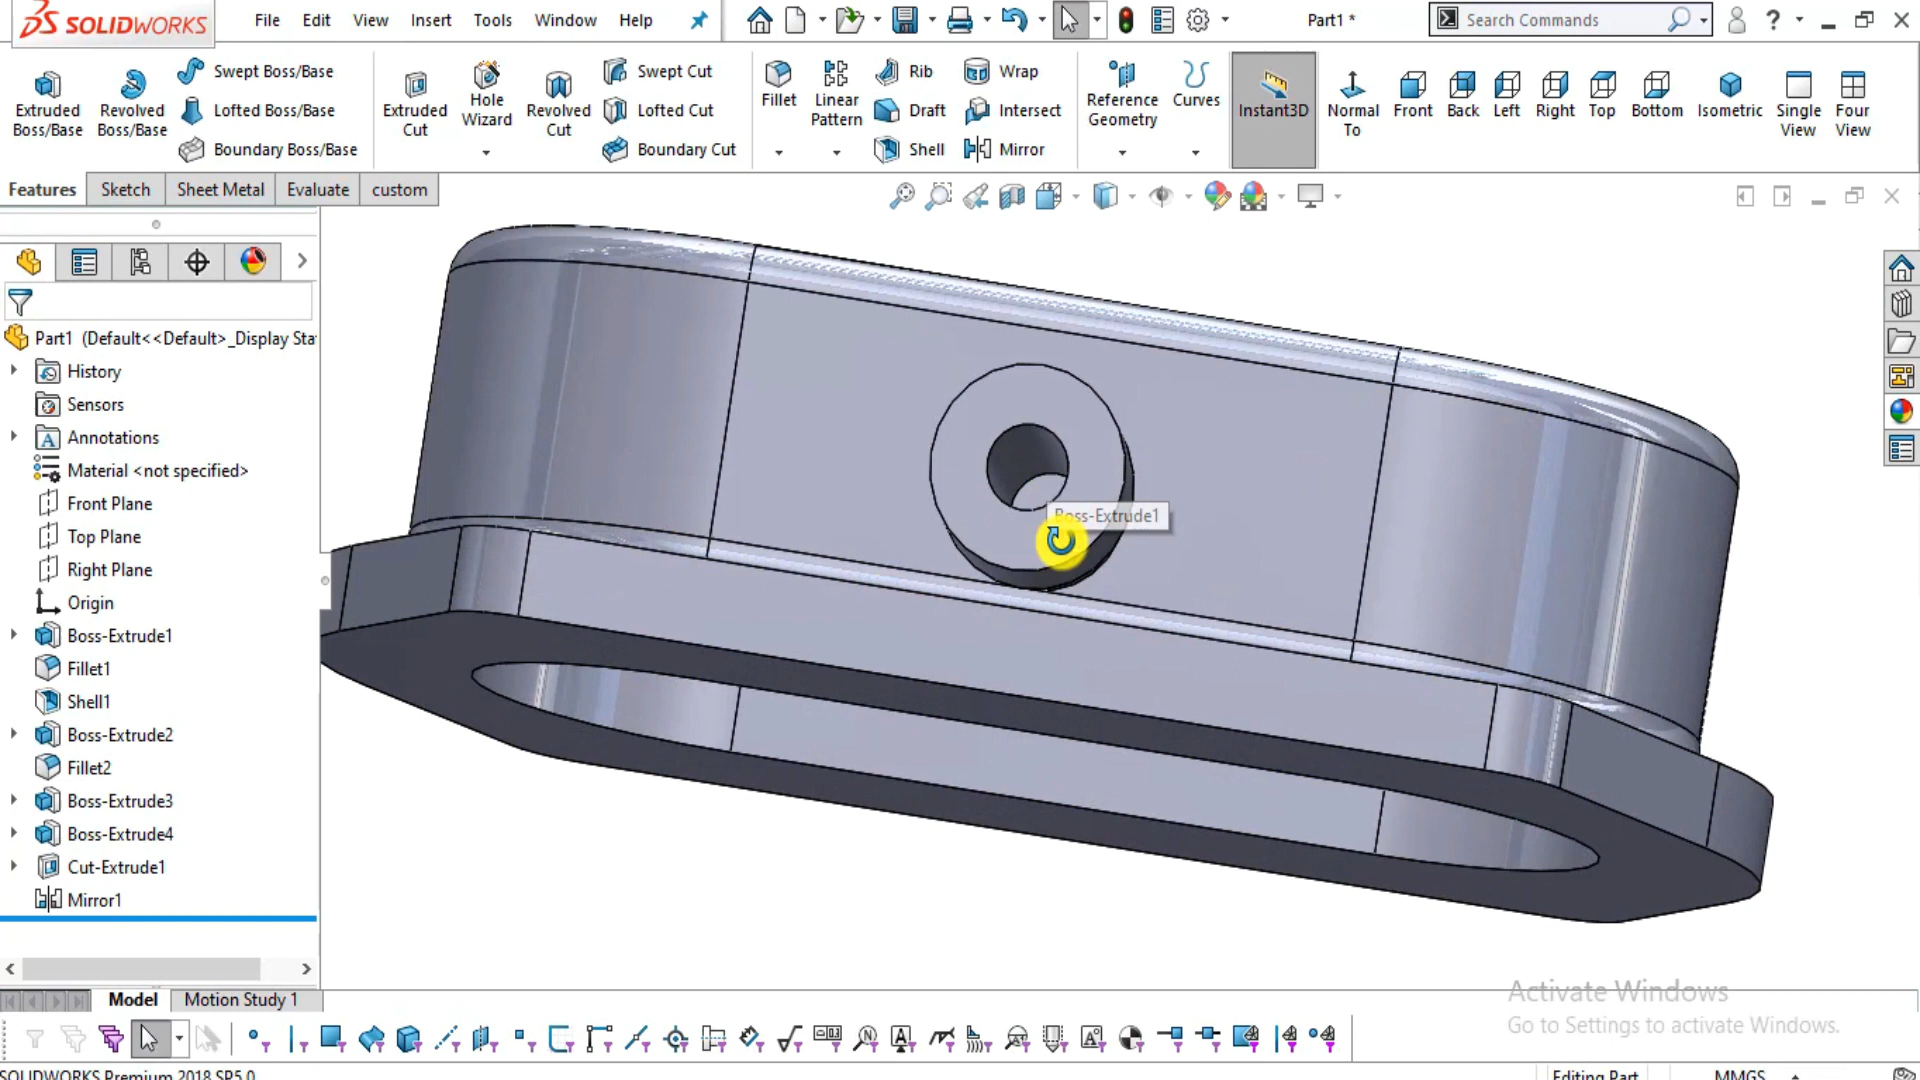 SOLIDWORKS
File Edit View Insert Tools Window Help
Part1 *
Search Commands
?
Extruded Boss/Base
Revolved Boss/Base
Swept Boss/Base
Lofted Boss/Base
Boundary Boss/Base
Extruded Cut
Hole Wizard
Revolved Cut
Swept Cut
Lofted Cut
Boundary Cut
Fillet
Linear Pattern
Rib
Draft
Shell
Wrap
Intersect
Mirror
Reference Geometry
Curves
Instant3D
Normal To
Front
Back
Left
Right
Top
Bottom
Isometric
Single View
Four View
Features Sketch Sheet Metal Evaluate custom
Part1 (Default<<Default>_Display Sta
History
Sensors
Annotations
Material <not specified>
Front Plane
Top Plane
Right Plane
Origin
Boss-Extrude1
Fillet1
Shell1
Boss-Extrude2
Fillet2
Boss-Extrude3
Boss-Extrude4
Cut-Extrude1
Mirror1
Boss-Extrude1
Model Motion Study 1
Activate Windows
Go to Settings to activate Windows.
SOLIDWORKS Premium 2018 SP5.0
Editing Part
MMGS